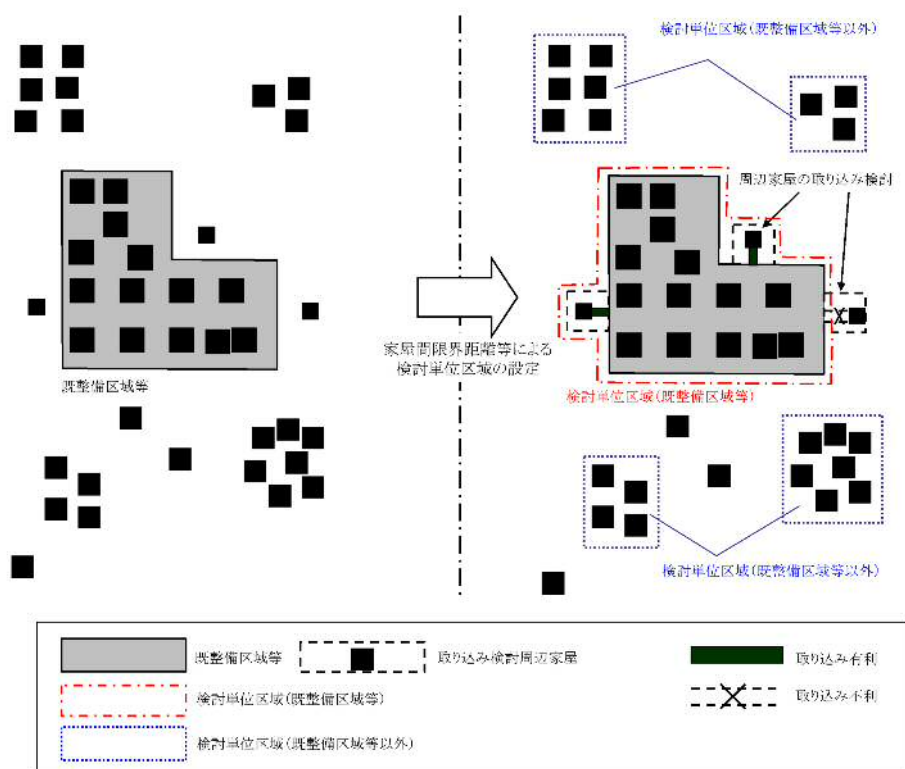 検討単位区域(既整備区域等以外)
周辺家屋の取り込み検討
家屋間限界距離等による
検討単位区域の設定
既整備区域等
検討単位区域(既整備区域等)
検討単位区域(既整備区域等以外)
既整備区域等
取り込み検討周辺家屋
取り込み有利
検討単位区域(既整備区域等)
取り込み不利
検討単位区域(既整備区域等以外)